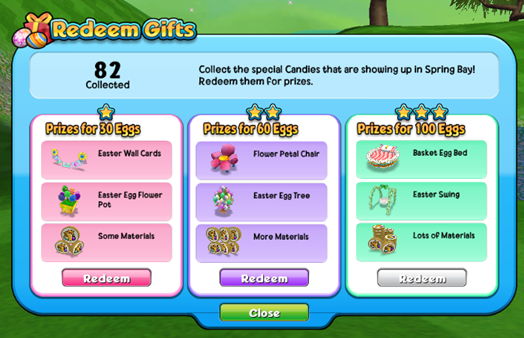 Redeem Gifts
82
Collected
Collect the special Candies that are showing up in Spring Bay!
Redeem them for prizes.
Prizes for 30 Eggs
Easter Wall Cards
Easter Egg Flower
Pot
Some Materials
Redeem
Prizes for 60 Eggs
Flower Petal Chair
Easter Egg Tree
More Materials
Redeem
Prizes for 100 Eggs
Basket Egg Bed
Easter Swing
Lots of Materials
Redeem
Close